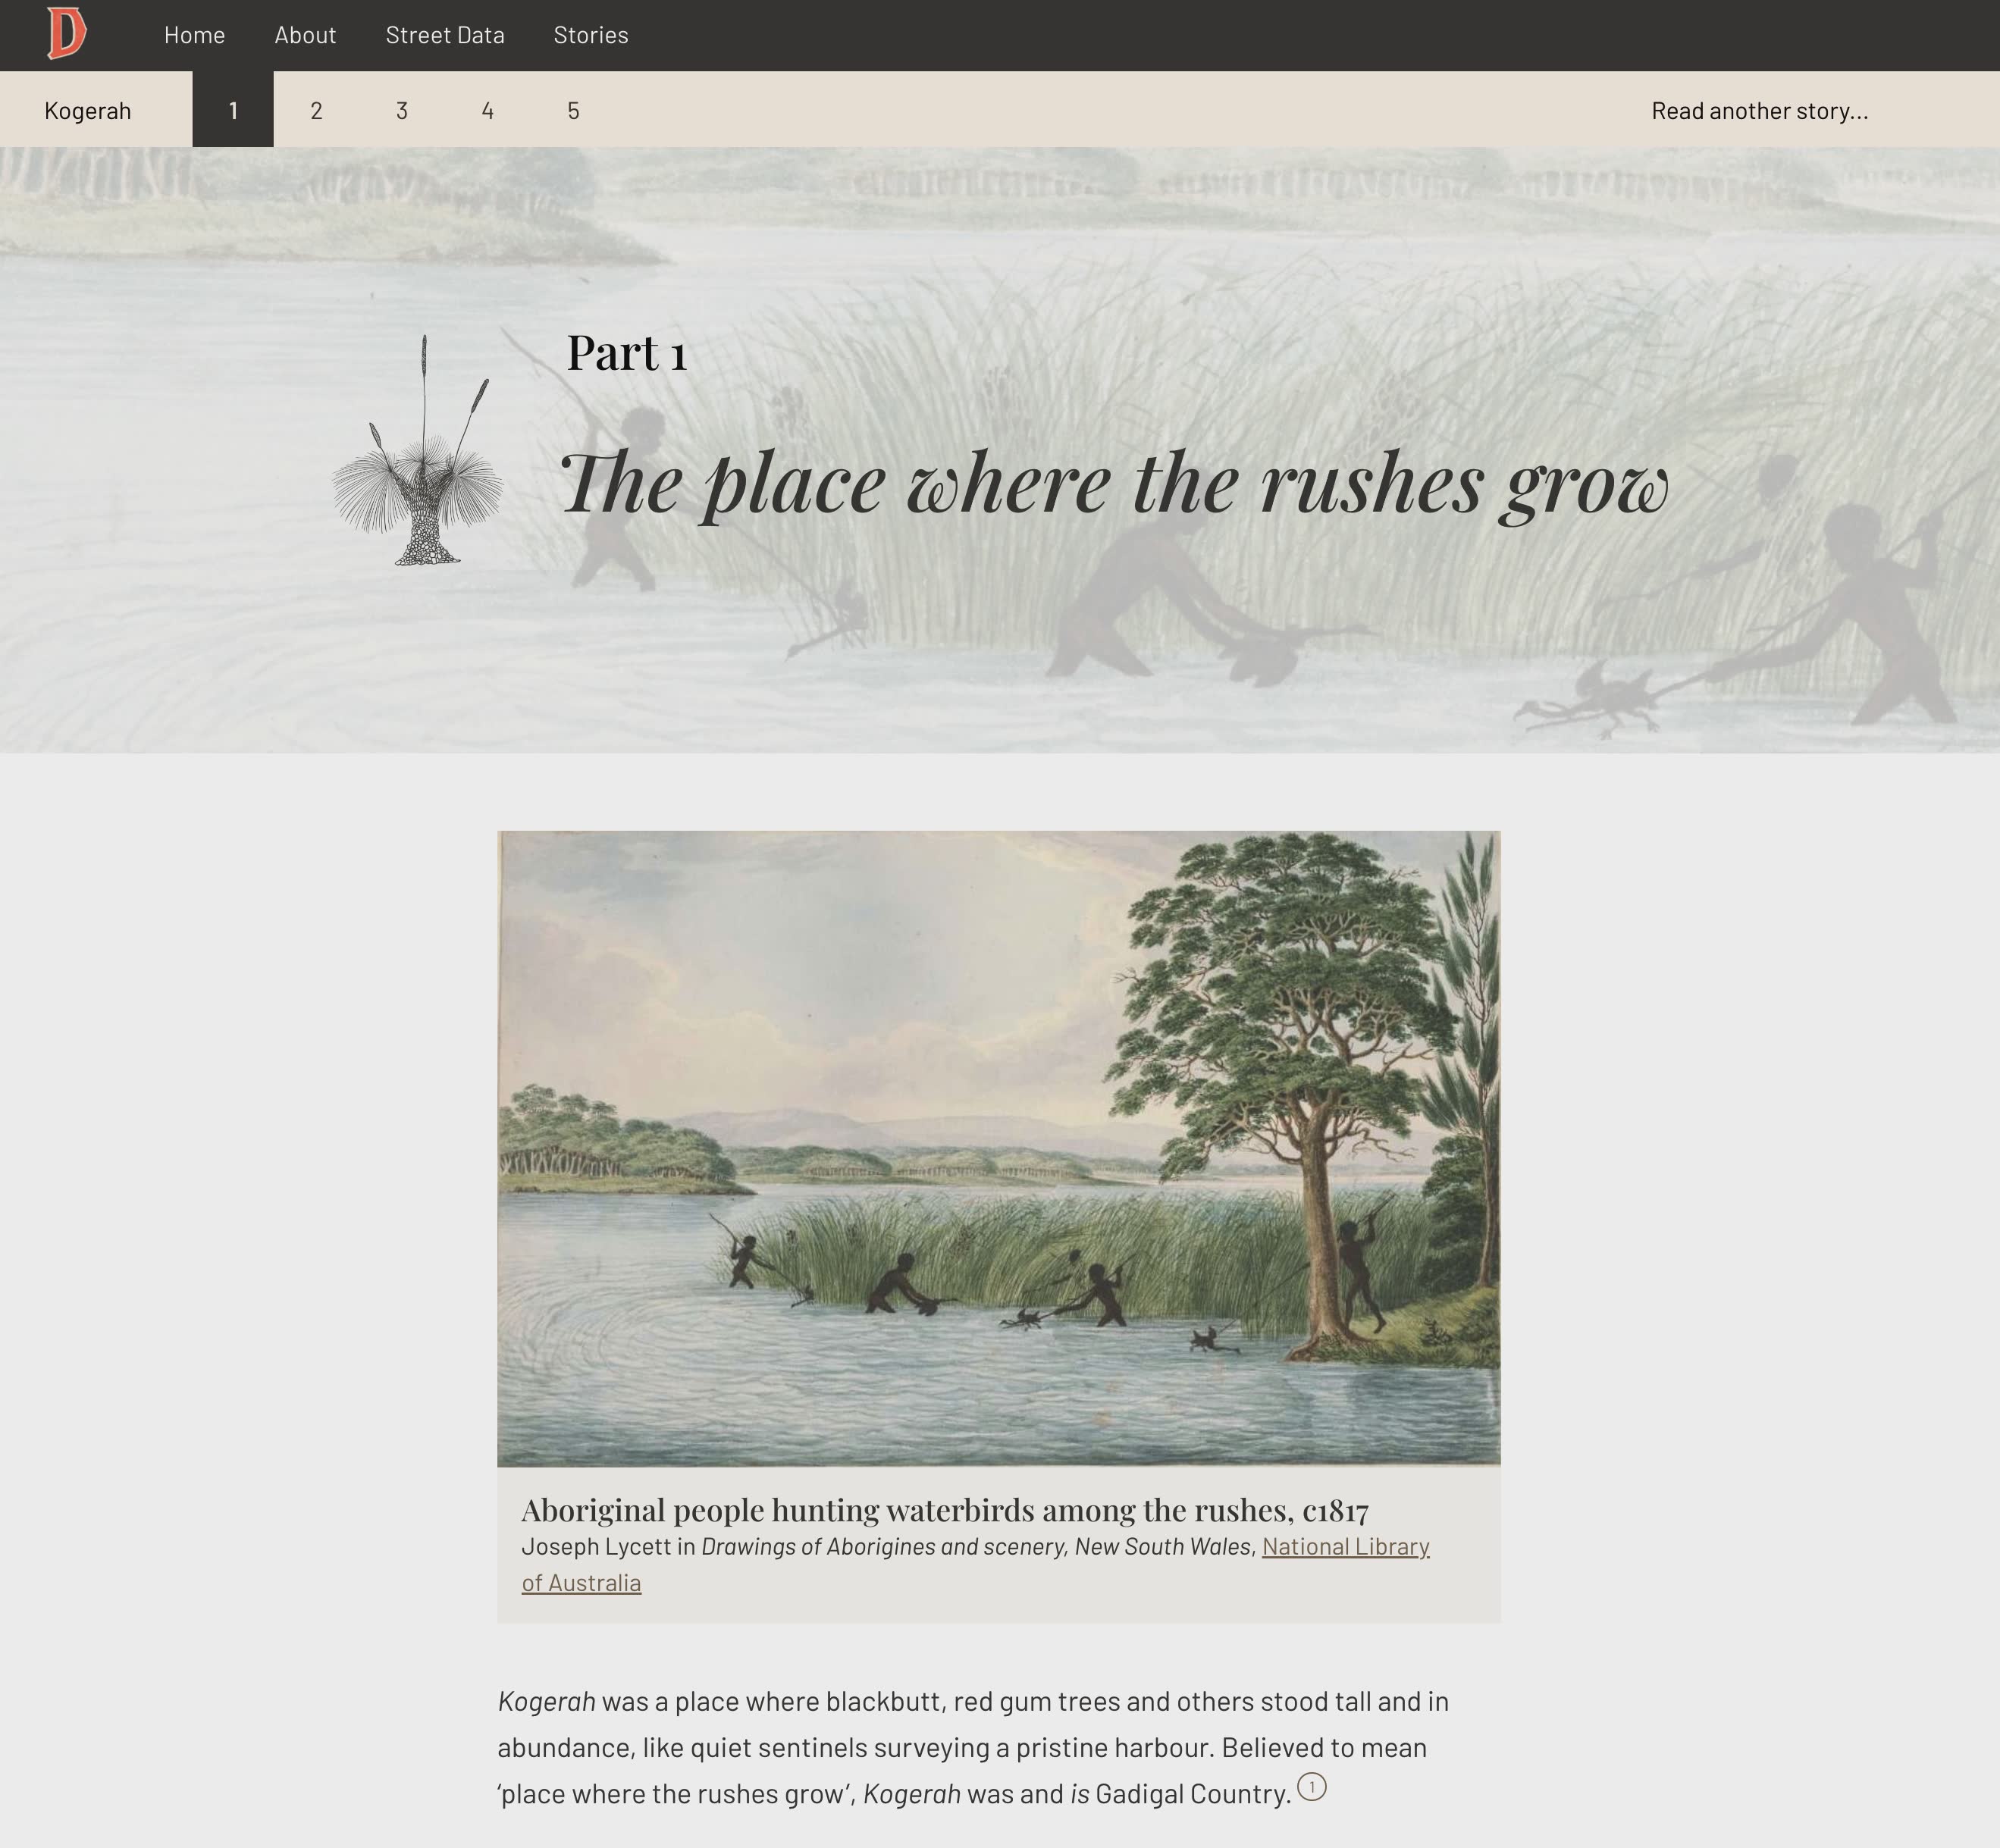 D
Home About Street Data Stories
Kogerah 1 2 3 4 5 Read another story...
Part 1
The place where the rushes grow
Aboriginal people hunting waterbirds among the rushes, c1817
Joseph Lycett in Drawings of Aborigines and scenery, New South Wales, National Library
of Australia
Kogerah was a place where blackbutt, red gum trees and others stood tall and in
abundance, like quiet sentinels surveying a pristine harbour. Believed to mean
‘place where the rushes grow’, Kogerah was and is Gadigal Country. 1